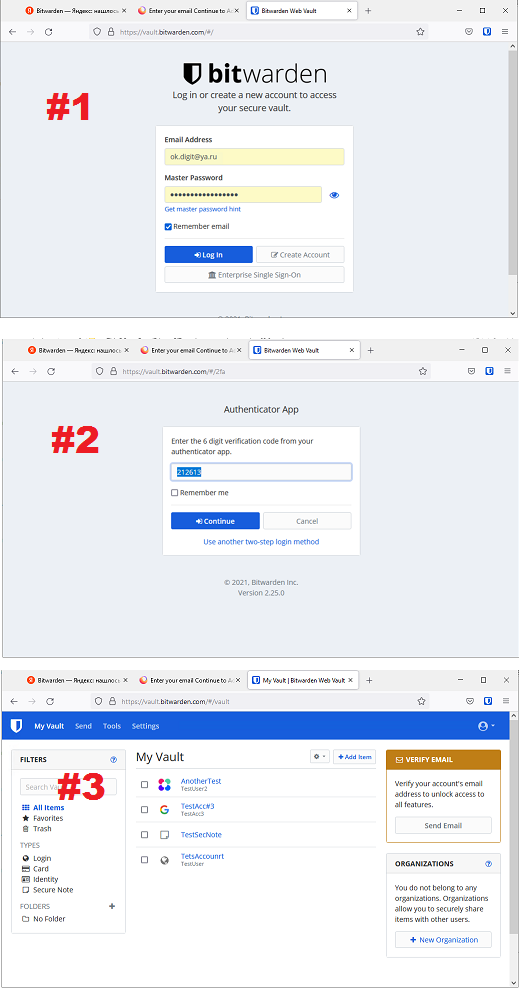 Bitwarden — Яндекс: нашлось
Enter your email Continue to Ac
Bitwarden Web Vault
https://vault.bitwarden.com/#/
#1
bitwarden
Log in or create a new account to access
your secure vault.
Email Address
ok.digit@ya.ru
Master Password
Get master password hint
Remember email
Log In
Create Account
Enterprise Single Sign-On
Bitwarden — Яндекс: нашлось
Enter your email Continue to Ac
Bitwarden Web Vault
https://vault.bitwarden.com/#/2fa
#2
Authenticator App
Enter the 6 digit verification code from your
authenticator app.
212613
Remember me
Continue
Cancel
Use another two-step login method
© 2021, Bitwarden Inc.
Version 2.25.0
Bitwarden — Яндекс: нашлось
Enter your email Continue to Ac
My Vault | Bitwarden Web Vault
https://vault.bitwarden.com/#/vault
My Vault Send Tools Settings
#3
FILTERS
Search Va
All Items
Favorites
Trash
TYPES
Login
Card
Identity
Secure Note
FOLDERS
No Folder
My Vault
+ Add Item
AnotherTest
TestUser2
TestAcc#3
TestAcc3
TestSecNote
TetsAccounrt
TestUser
VERIFY EMAIL
Verify your account's email
address to unlock access to
all features.
Send Email
ORGANIZATIONS
You do not belong to any
organizations. Organizations
allow you to securely share
items with other users.
+ New Organization